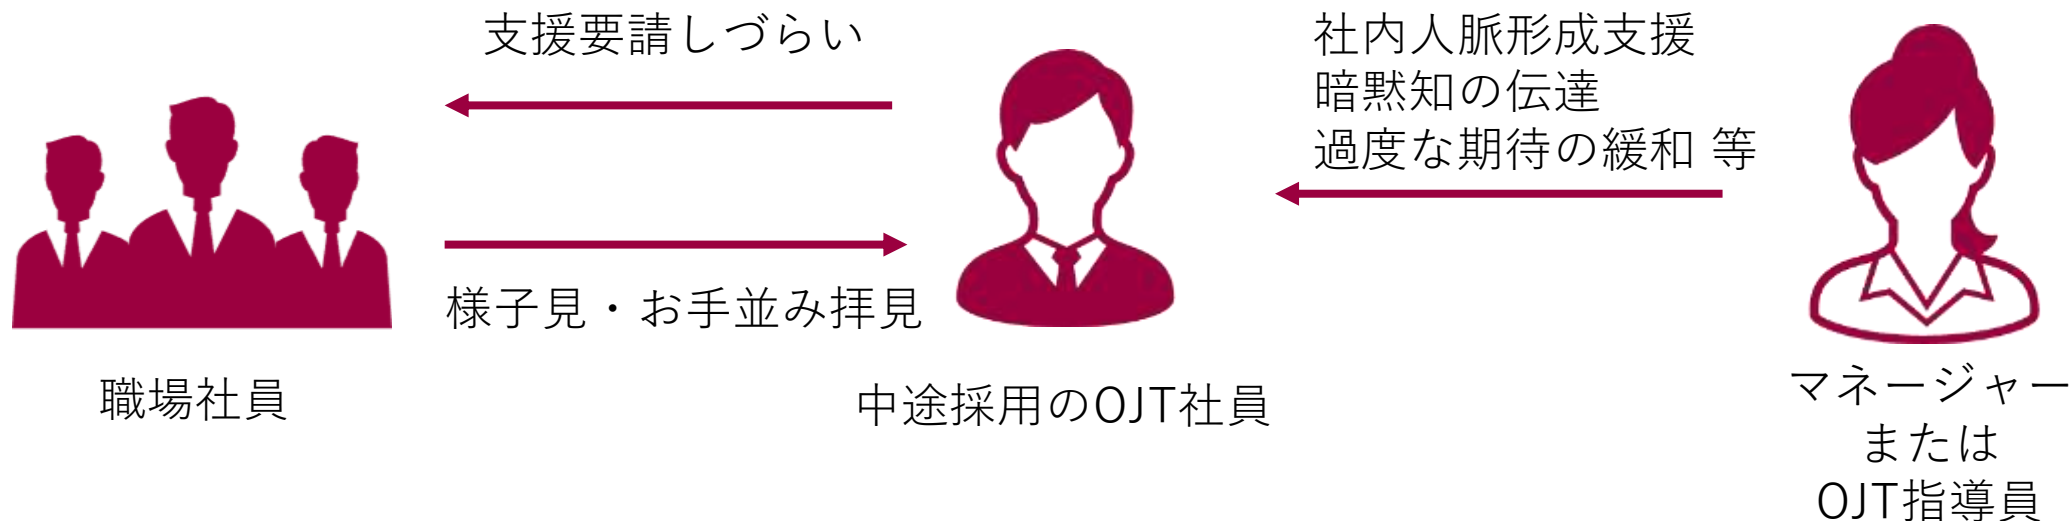 支援要請しづらい
様子見・お手並み拝見
職場社員
中途採用のOJT社員
社内人脈形成支援
暗黙知の伝達
過度な期待の緩和 等
マネージャー
または
OJT指導員